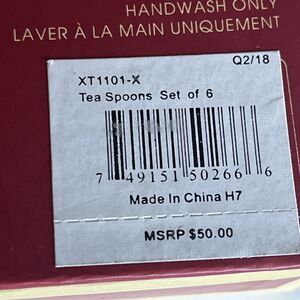 HANDWASH ONLY
LAVER À LA MAIN UNIQUEMENT
Q2/18
XT1101-X
Tea Spoons Set of 6
7 49151 50266 6
Made In China H7
MSRP $50.00